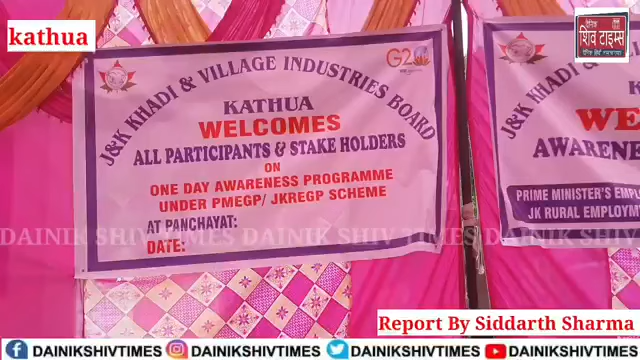 kathua
दैनिक
शिव टाइम्स
G20
J&K KHADI & VILLAGE INDUSTRIES BOARD
KATHUA
WELCOMES
ALL PARTICIPANTS & STAKE HOLDERS
ON
ONE DAY AWARENESS PROGRAMME
UNDER PMEGP/ JKREGP SCHEME
AT PANCHAYAT:
DATE:
J&K KHADI &
WE
AWARENE
PRIME MINISTER'S EMPL
JK RURAL EMPLOYM
DAINIK SHIV TIMES DAINIK SHIV TIMES DAINIK SHIV
Report By Siddarth Sharma
DAINIKSHIVTIMES DAINIKSHIVTIMES DAINIKSHIVTIMES DAINIKSHIVTIMES